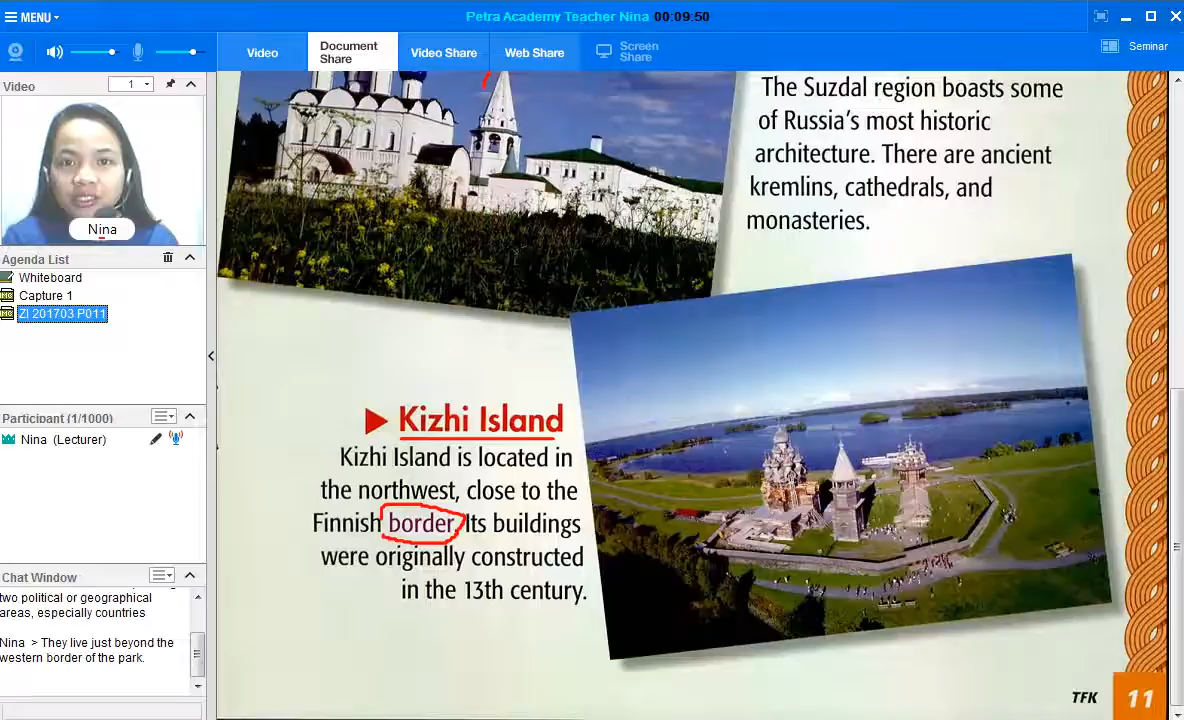 MENU
Petra Academy Teacher Nina 00:09:50
Video
Document Share
Video Share
Web Share
Screen Share
Seminar
Video
1
Nina
Agenda List
Whiteboard
Capture 1
ZI 201703 P011
Participant (1/1000)
Nina (Lecturer)
Chat Window
two political or geographical
areas, especially countries
Nina > They live just beyond the
western border of the park.
The Suzdal region boasts some
of Russia's most historic
architecture. There are ancient
kremlins, cathedrals, and
monasteries.
Kizhi Island
Kizhi Island is located in
the northwest, close to the
Finnish border. Its buildings
were originally constructed
in the 13th century.
TFK 11